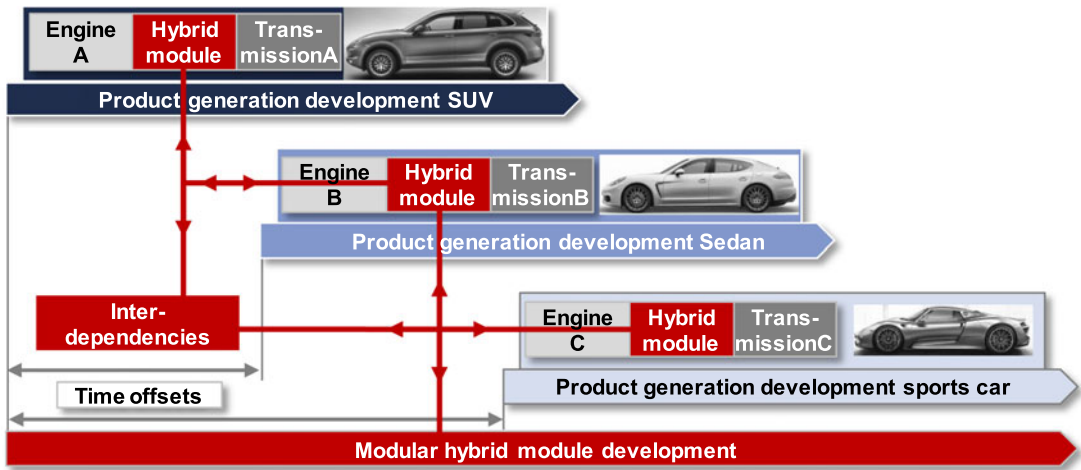 Engine
A
Hybrid
module
Trans-
missionA
Product generation development SUV
Engine
B
Hybrid
module
Trans-
missionB
Product generation development Sedan
Inter-
dependencies
Engine
C
Hybrid
module
Trans-
missionC
Product generation development sports car
Time offsets
Modular hybrid module development